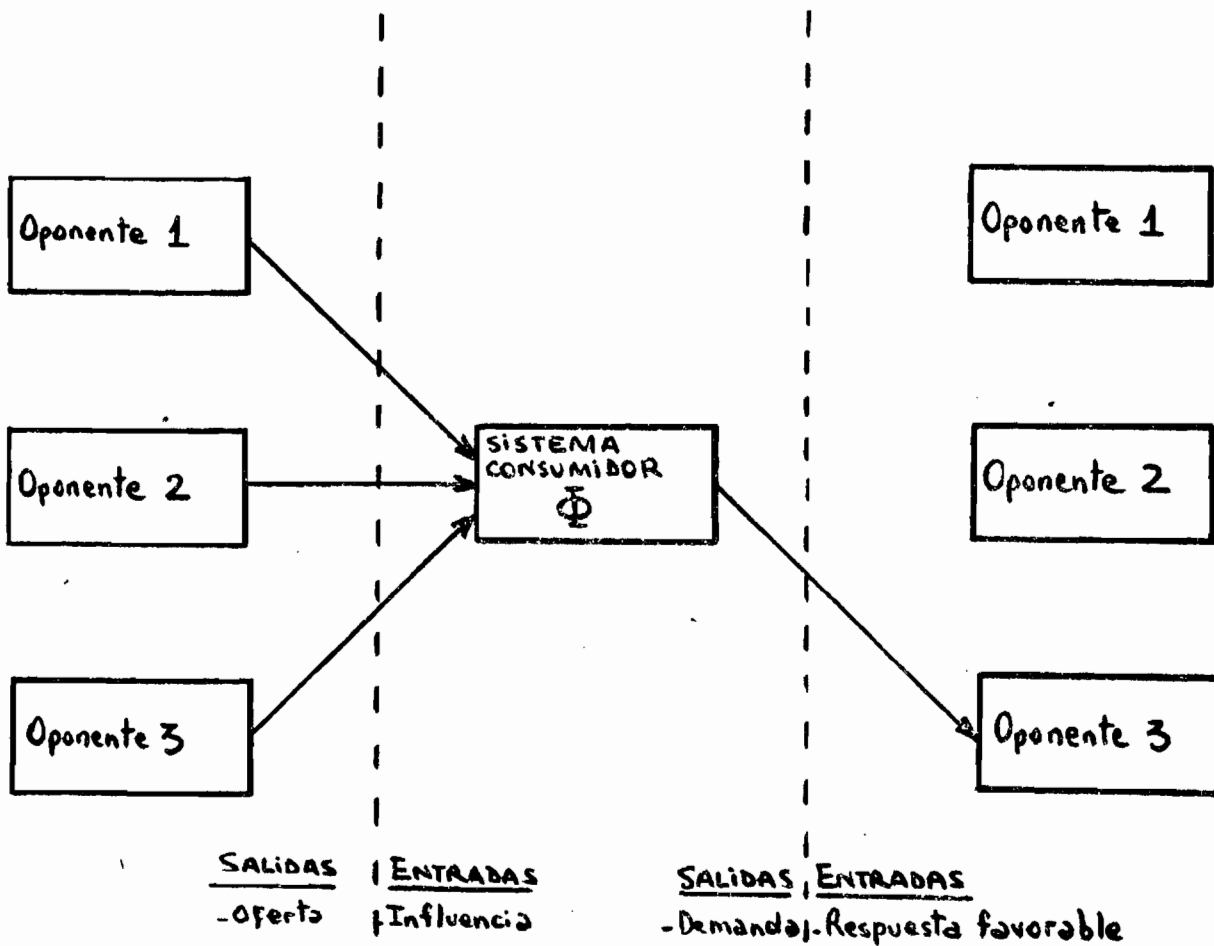 Oponente 1
Oponente 1
SISTEMA
CONSUMIDOR
Φ
Oponente 2
Oponente 2
Oponente 3
Oponente 3
SALIDAS ENTRADAS SALIDAS ENTRADAS
-Oferta -Influencia -Demanda -Respuesta favorable